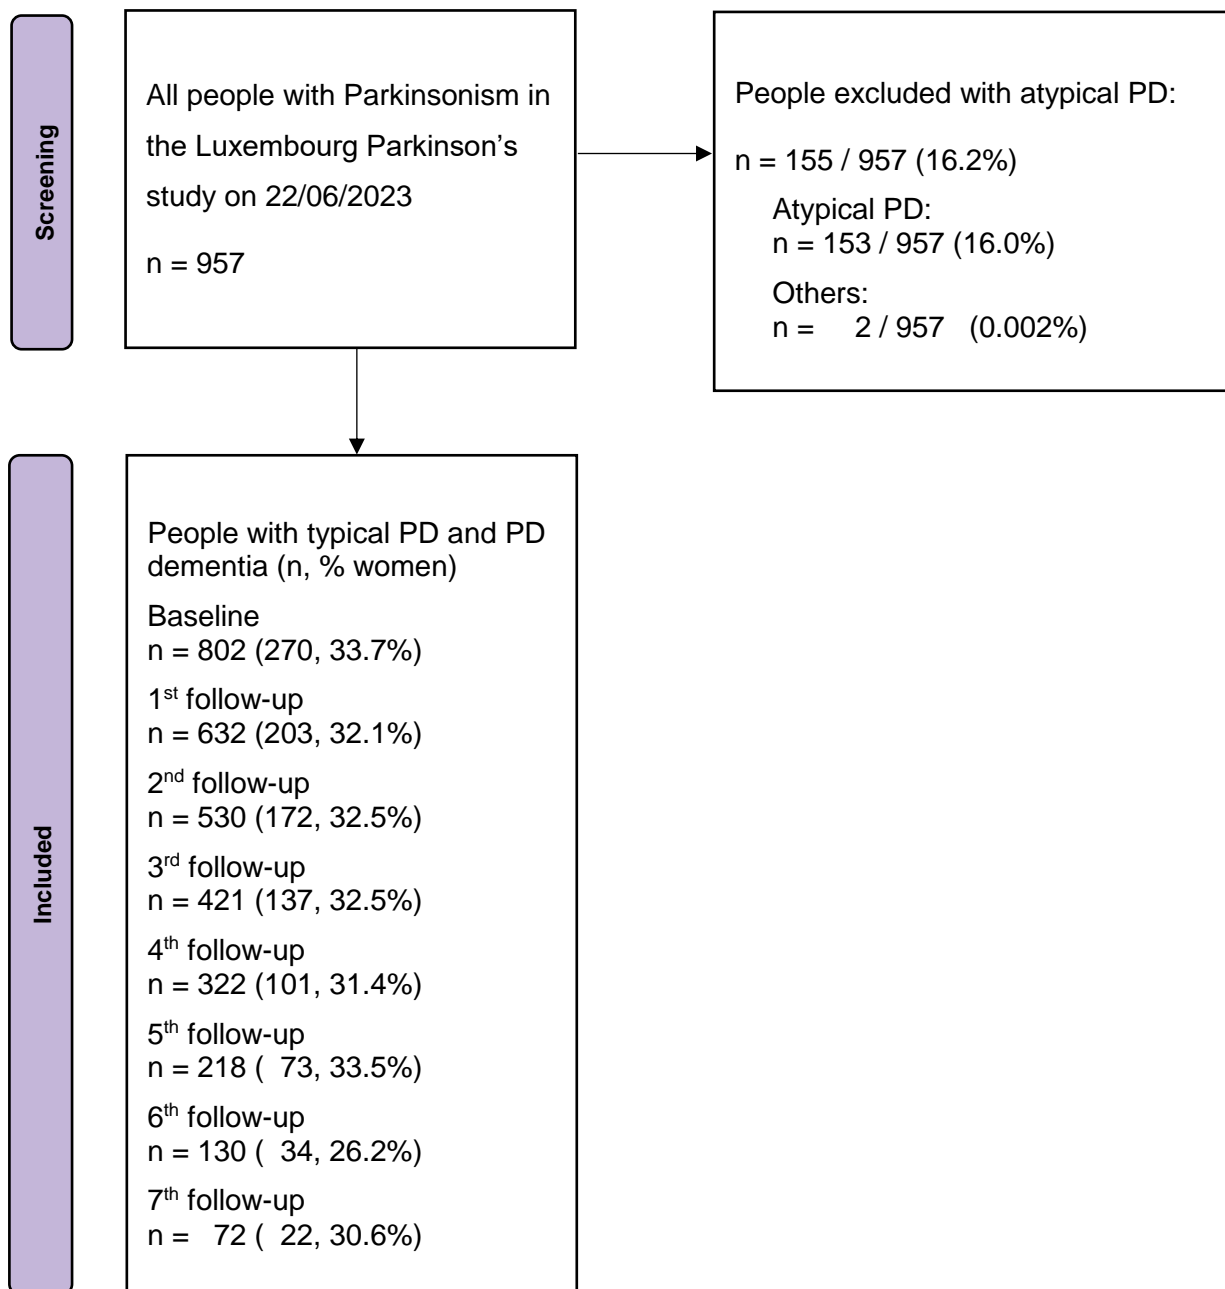 Screening
All people with Parkinsonism in
the Luxembourg Parkinson's
study on 22/06/2023
n = 957
People excluded with atypical PD:
n = 155 / 957 (16.2%)
Atypical PD:
n = 153 / 957 (16.0%)
Others:
n = 2 / 957 (0.002%)
Included
People with typical PD and PD
dementia (n, % women)
Baseline
n = 802 (270, 33.7%)
1st follow-up
n = 632 (203, 32.1%)
2nd follow-up
n = 530 (172, 32.5%)
3rd follow-up
n = 421 (137, 32.5%)
4th follow-up
n = 322 (101, 31.4%)
5th follow-up
n = 218 ( 73, 33.5%)
6th follow-up
n = 130 ( 34, 26.2%)
7th follow-up
n = 72 ( 22, 30.6%)